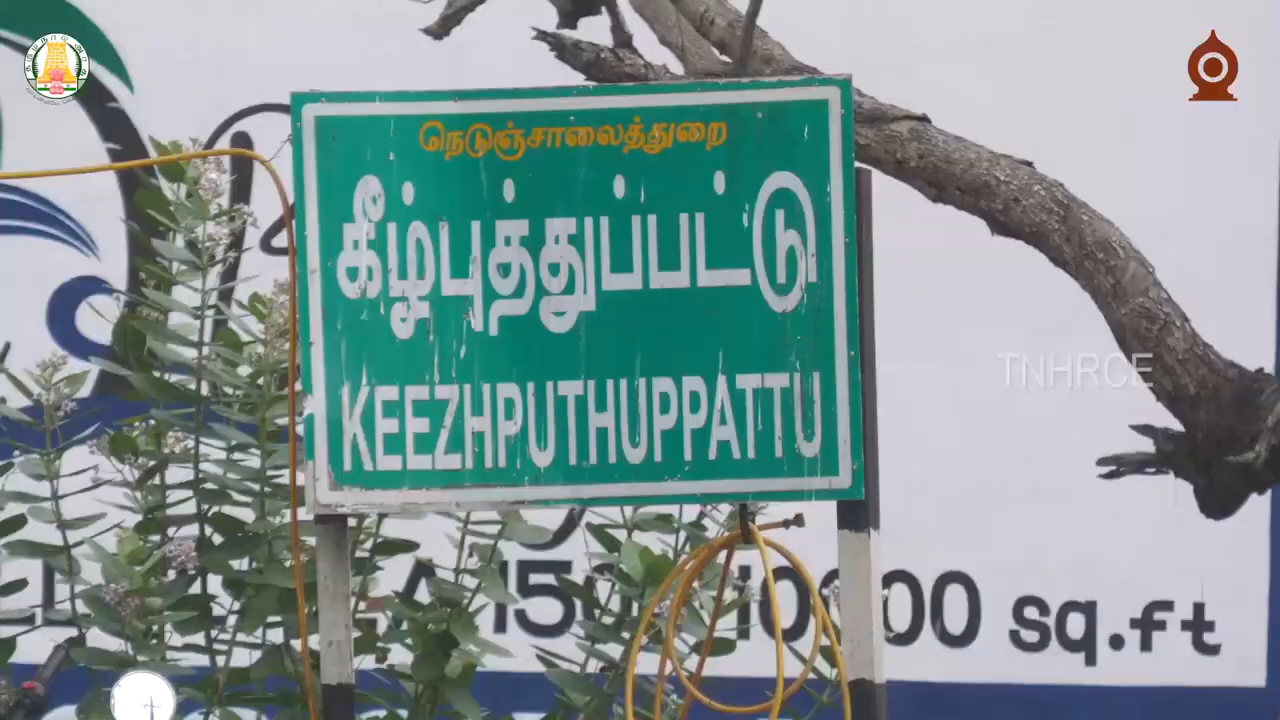 நெடுஞ்சாலைத்துறை
கீழ்புத்துப்பட்டு
KEEZHPUTHUPPATTU
TNHRCE
sq.ft